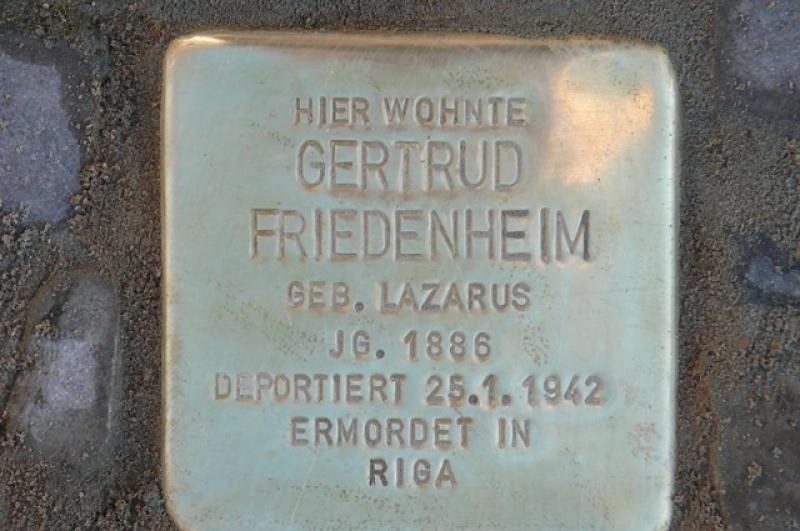 HIER WOHNTE
GERTRUD
FRIEDENHEIM
GEB. LAZARUS
JG. 1886
DEPORTIERT 25.1.1942
ERMORDET IN
RIGA